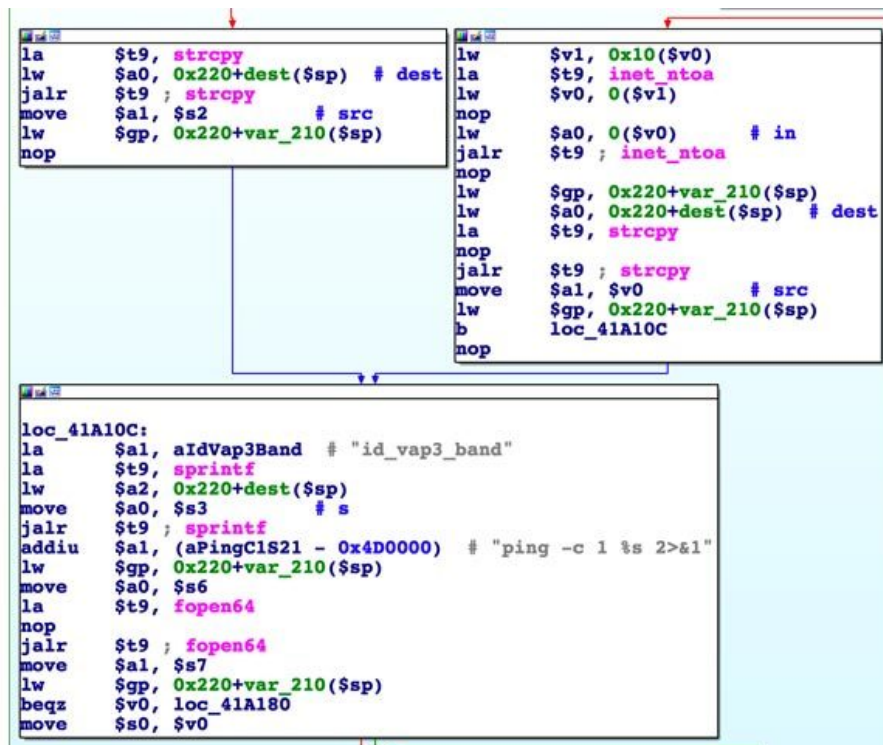 la $t9, strcpy
lw $a0, 0x220+dest($sp) # dest
jalr $t9 ; strcpy
move $a1, $s2 # src
lw $gp, 0x220+var_210($sp)
nop
lw $v1, 0x10($v0)
la $t9, inet_ntoa
lw $v0, 0($v1)
nop
lw $a0, 0($v0) # in
jalr $t9 ; inet_ntoa
nop
lw $gp, 0x220+var_210($sp)
lw $a0, 0x220+dest($sp) # dest
la $t9, strcpy
nop
jalr $t9 ; strcpy
move $a1, $v0 # src
lw $gp, 0x220+var_210($sp)
b loc_41A10C
nop
loc_41A10C:
la $a1, aIdVap3Band # "id_vap3_band"
la $t9, sprintf
lw $a2, 0x220+dest($sp)
move $a0, $s3 # s
jalr $t9 ; sprintf
addiu $a1, (aPingC1S21 - 0x4D0000) # "ping -c 1 %s 2>&1"
lw $gp, 0x220+var_210($sp)
move $a0, $s6
la $t9, fopen64
nop
jalr $t9 ; fopen64
move $a1, $s7
lw $gp, 0x220+var_210($sp)
beqz $v0, loc_41A180
move $s0, $v0